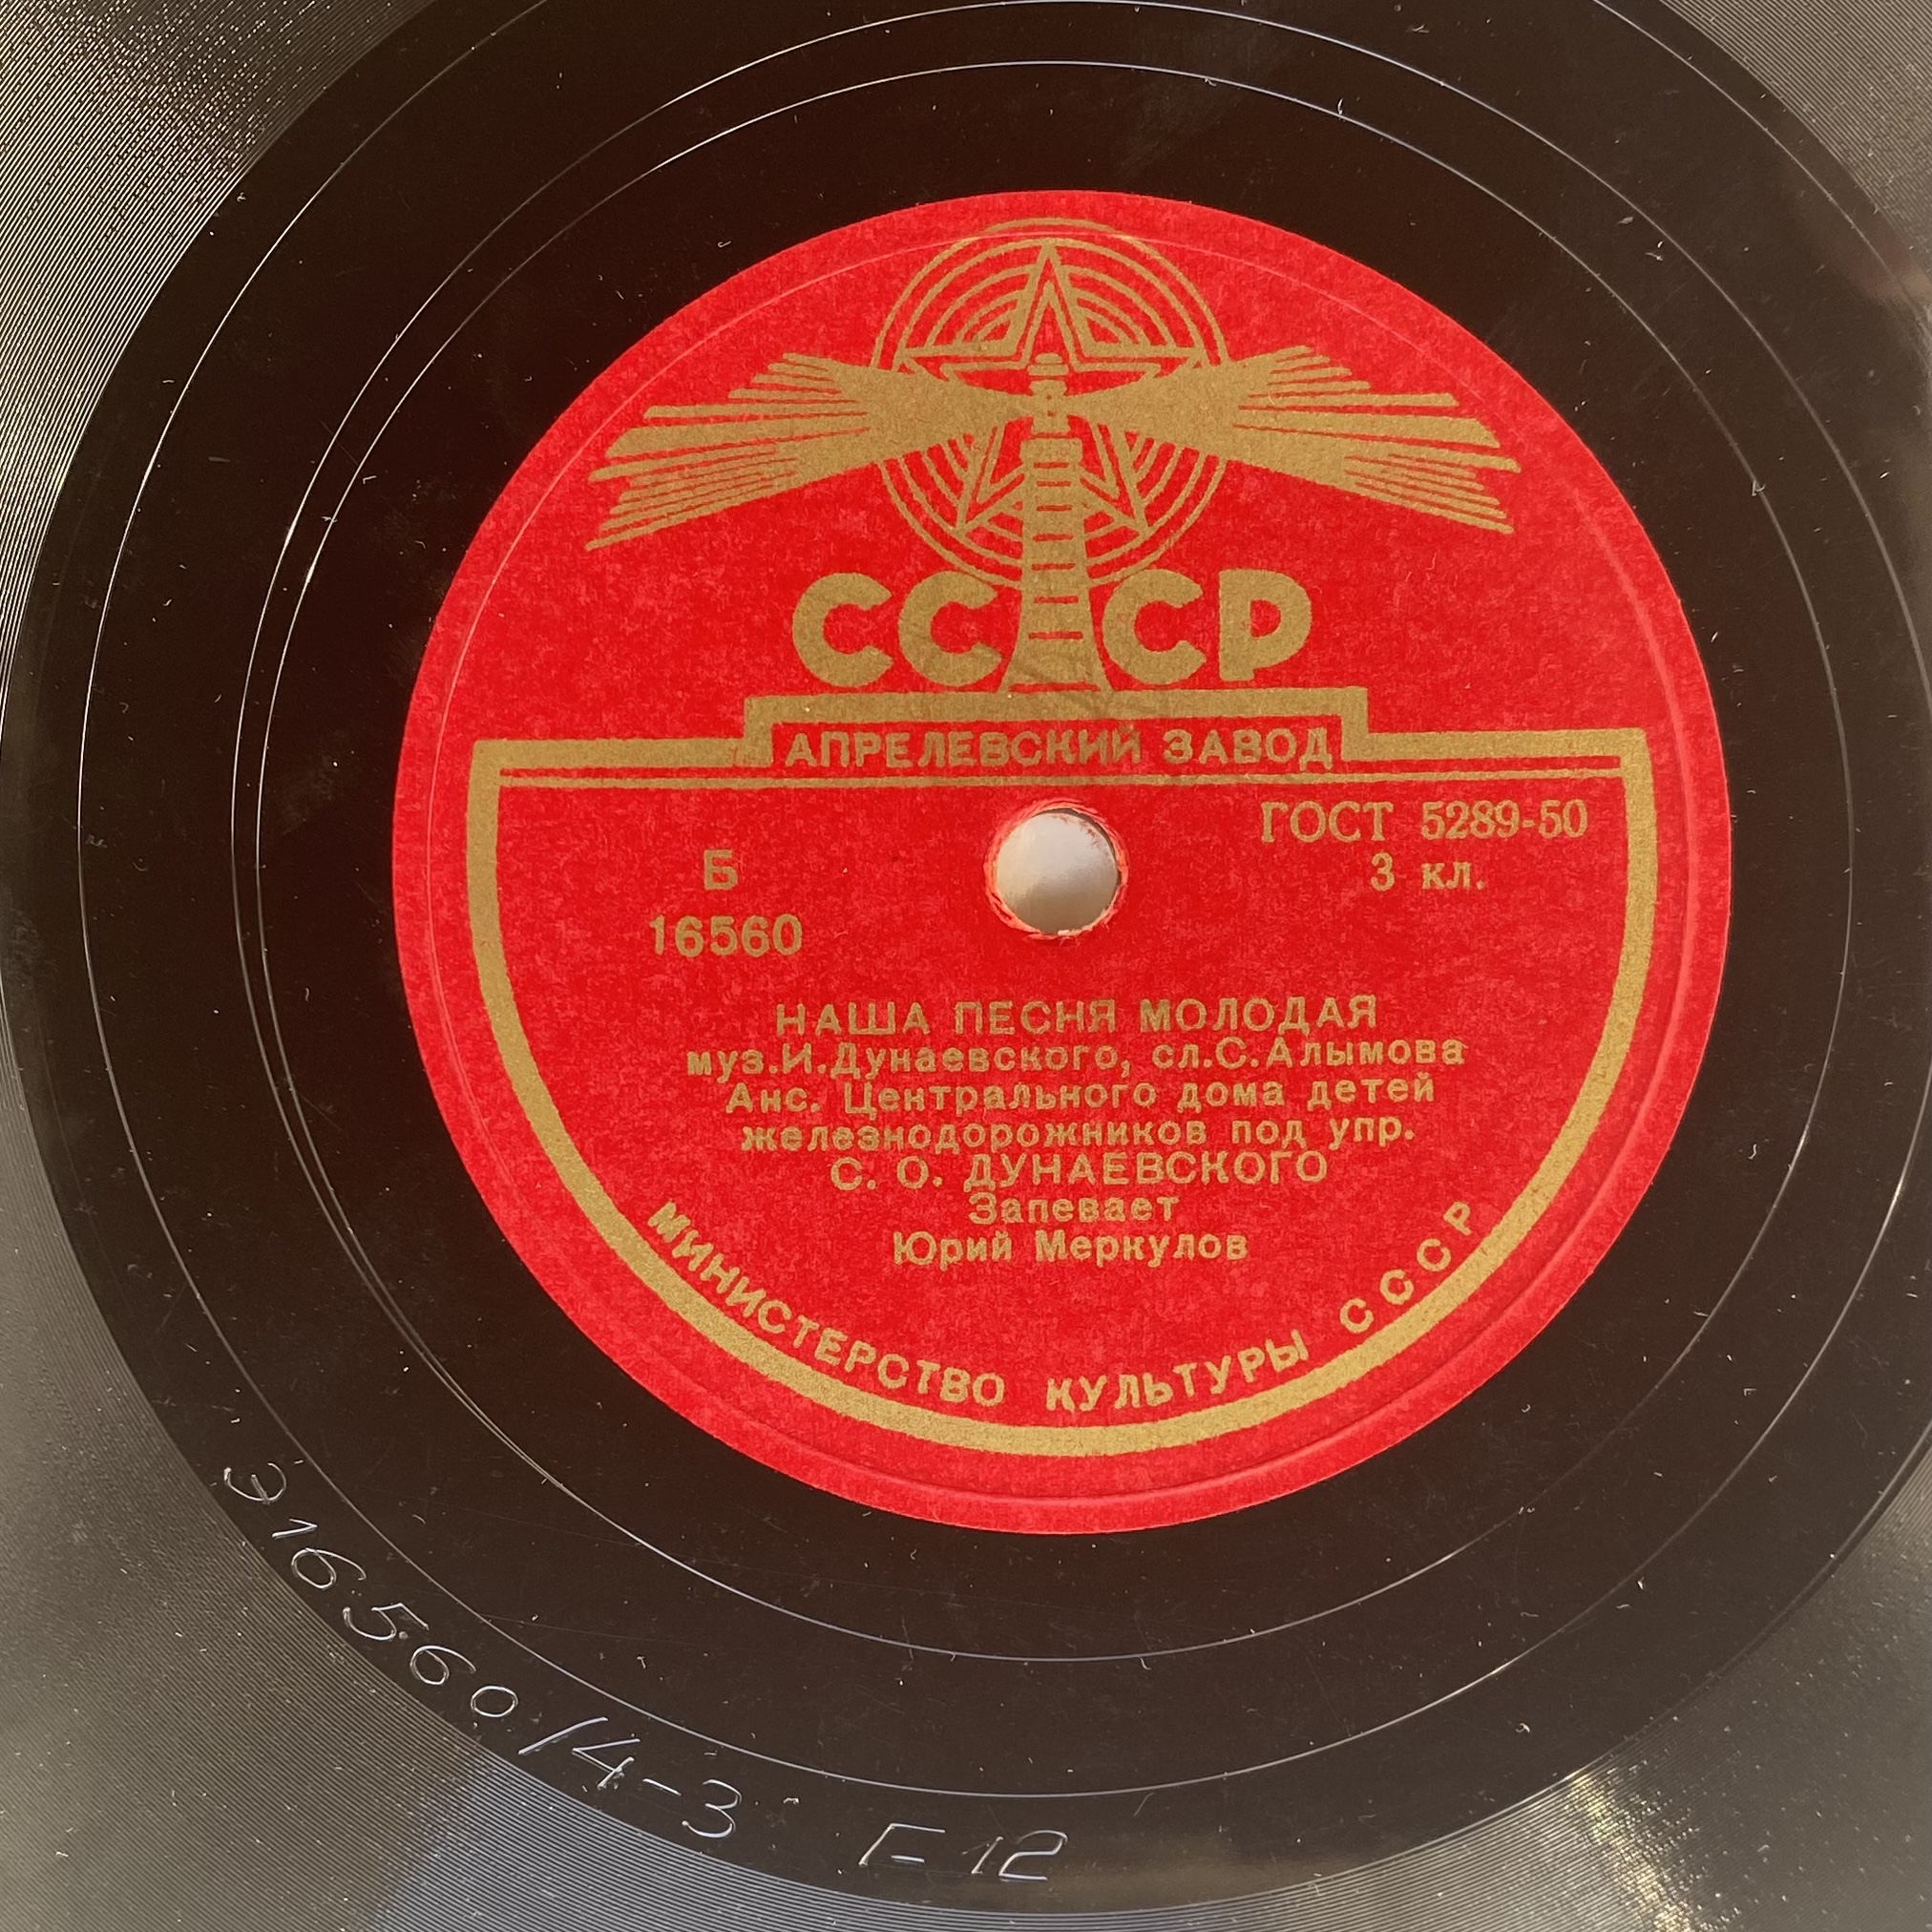 СССР
АПРЕЛЕВСКИЙ ЗАВОД
ГОСТ 5289-50
3 кл.
Б
16560
НАША ПЕСНЯ МОЛОДАЯ
муз.И.Дунаевского, сл.С.Алымова
Анс. Центрального дома детей
железнодорожников под упр.
С. О. ДУНАЕВСКОГО
Запевает
Юрий Меркулов
МИНИСТЕРСТВО КУЛЬТУРЫ СССР
Э16560/4-3 Г-12